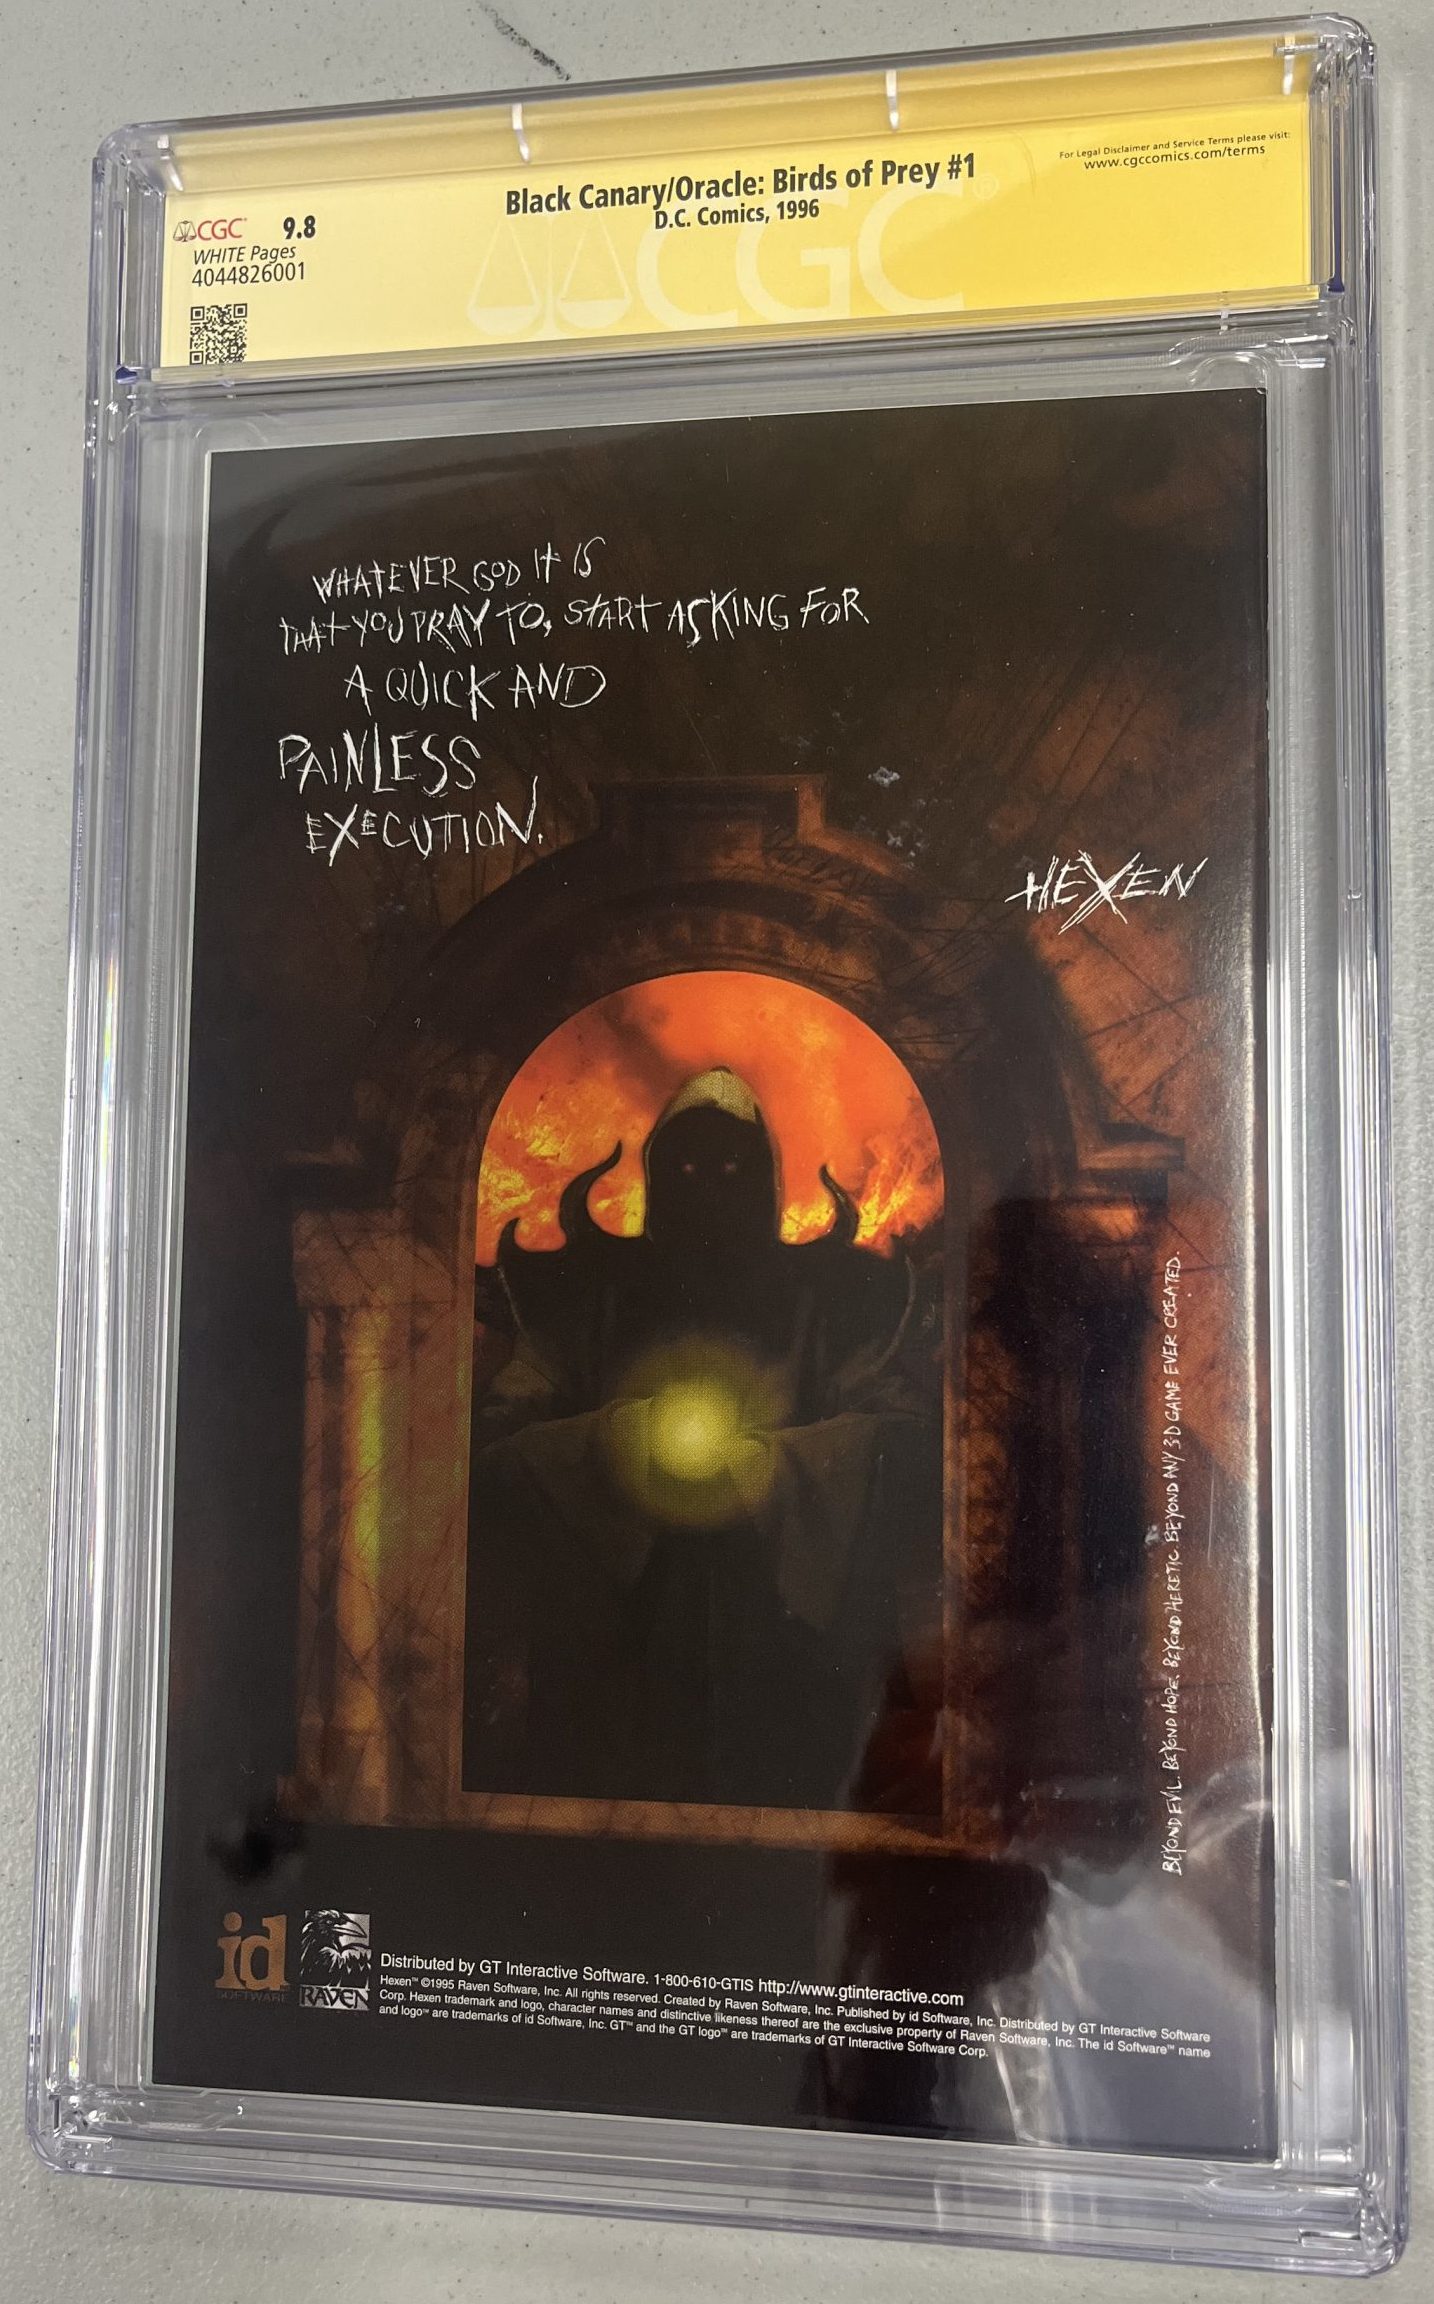 Black Canary/Oracle: Birds of Prey #1
D.C. Comics, 1996
For Legal Disclaimer and Service Terms please visit:
www.cgccomics.com/terms
CGC 9.8
WHITE Pages
4044826001
CGC®
WHATEVER GOD IT IS
THAT YOU PRAY TO, START ASKING FOR
A QUICK AND
PAINLESS
EXECUTION.
HEXEN
BEYOND EVIL. BEYOND HOPE. BEYOND HERETIC. BEYOND ANY 3-D GAME EVER CREATED.
id
SOFTWARE
RAVEN
Distributed by GT Interactive Software. 1-800-610-GTIS http://www.gtinteractive.com
Hexen™ ©1995 Raven Software, Inc. All rights reserved. Created by Raven Software, Inc. Published by id Software, Inc. Distributed by GT Interactive Software
Corp. Hexen trademark and logo, character names and distinctive likeness thereof are the exclusive property of Raven Software, Inc. The id Software™ name
and logo™ are trademarks of id Software, Inc. GT™ and the GT logo™ are trademarks of GT Interactive Software Corp.